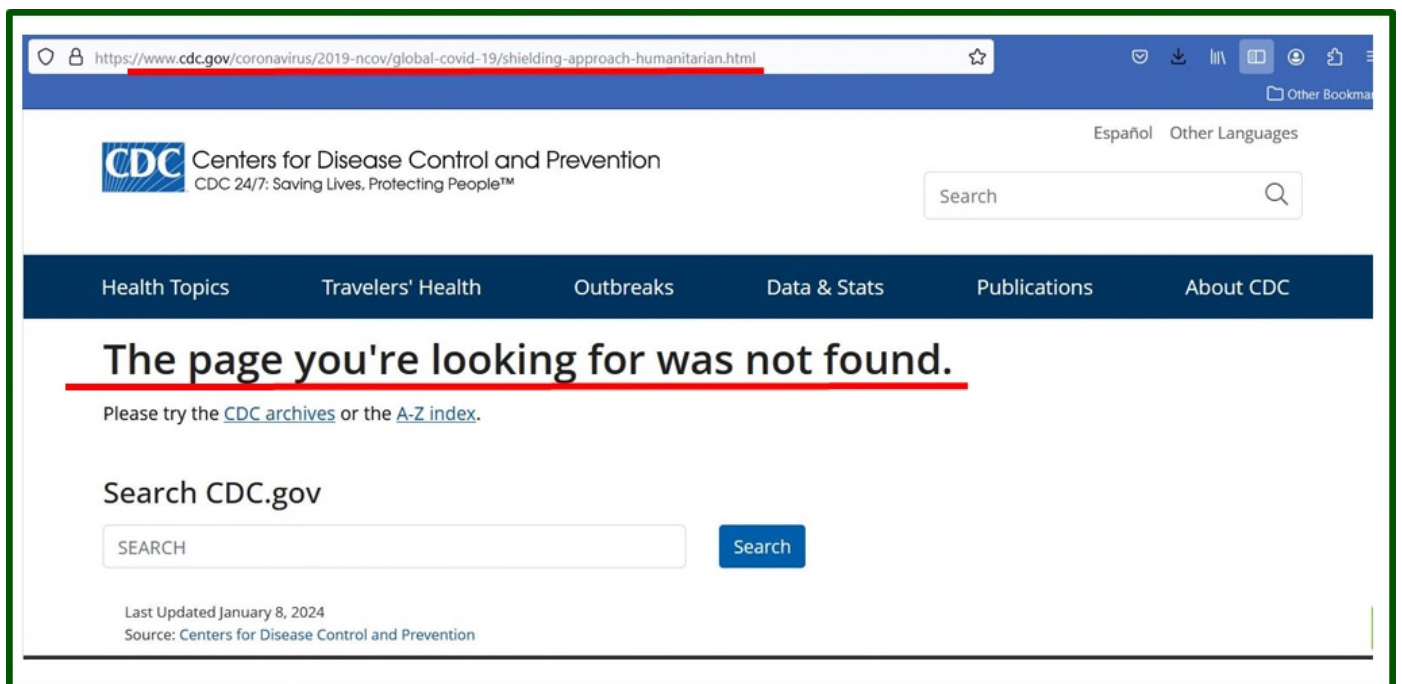 https://www.cdc.gov/coronavirus/2019-ncov/global-covid-19/shielding-approach-humanitarian.html
Other Bookmar
Español Other Languages
CDC Centers for Disease Control and Prevention
CDC 24/7: Saving Lives, Protecting People™
Search
Health Topics Travelers' Health Outbreaks Data & Stats Publications About CDC
The page you're looking for was not found.
Please try the CDC archives or the A-Z index.
Search CDC.gov
SEARCH Search
Last Updated January 8, 2024
Source: Centers for Disease Control and Prevention